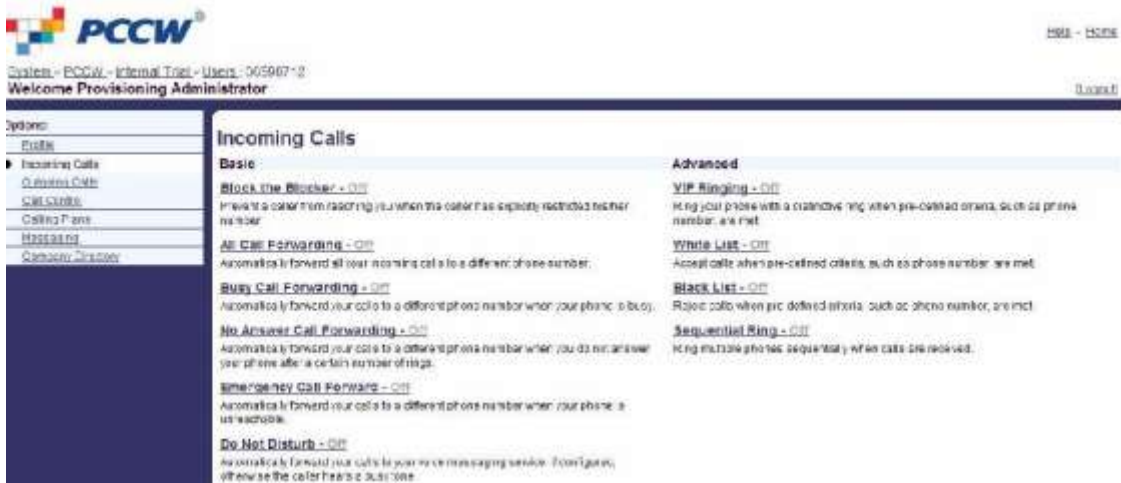 PCCW®
Help - Home
System - PCCW - Internal Trial - Users :
Welcome Provisioning Administrator
[Logout]
Options:
Profile
Incoming Calls
Outgoing Calls
Call Control
Calling Plans
Messaging
Company Directory
Incoming Calls
Basic
Block the Blocker - Off
Prevent a caller from reaching you when the caller has explicitly restricted his/her
number.
All Call Forwarding - Off
Automatically forward all your incoming calls to a different phone number.
Busy Call Forwarding - Off
Automatically forward your calls to a different phone number when your phone is busy.
No Answer Call Forwarding - Off
Automatically forward your calls to a different phone number when you do not answer
your phone after a certain number of rings.
Emergency Call Forward - Off
Automatically forward your calls to a different phone number when your phone is
unreachable.
Do Not Disturb - Off
Automatically forward your calls to your voice messaging service, if configured,
otherwise the caller hears a busy tone.
Advanced
VIP Ringing - Off
Ring your phone with a distinctive ring when pre-defined criteria, such as phone
number, are met.
White List - Off
Accept calls when pre-defined criteria, such as phone number, are met.
Black List - Off
Reject calls when pre-defined criteria, such as phone number, are met.
Sequential Ring - Off
Ring multiple phones sequentially when calls are received.